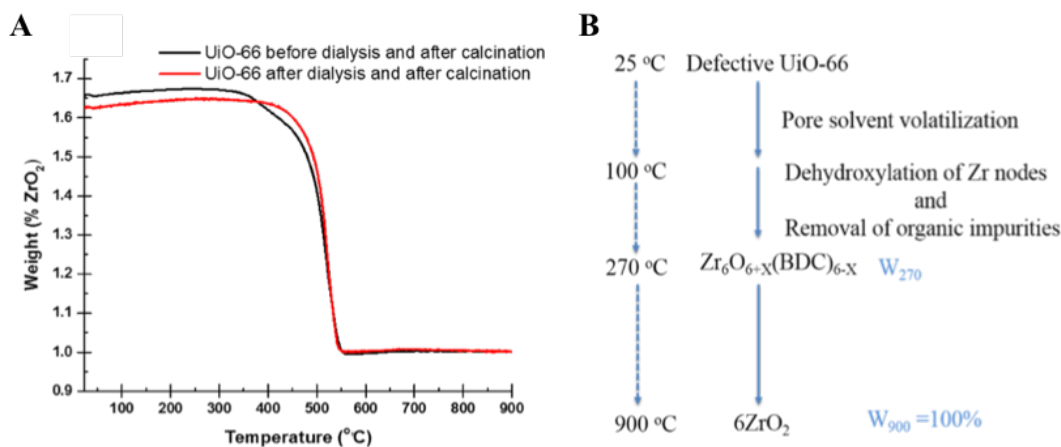 A
UiO-66 before dialysis and after calcination
UiO-66 after dialysis and after calcination
Weight (% ZrO₂)
1.7
1.6
1.5
1.4
1.3
1.2
1.1
1.0
0.9
100 200 300 400 500 600 700 800 900
Temperature (°C)
B
25 °C Defective UiO-66
Pore solvent volatilization
100 °C Dehydroxylation of Zr nodes
and
Removal of organic impurities
270 °C Zr₆O₆₊ₓ(BDC)₆₋ₓ W₂₇₀
900 °C 6ZrO₂ W₉₀₀ =100%